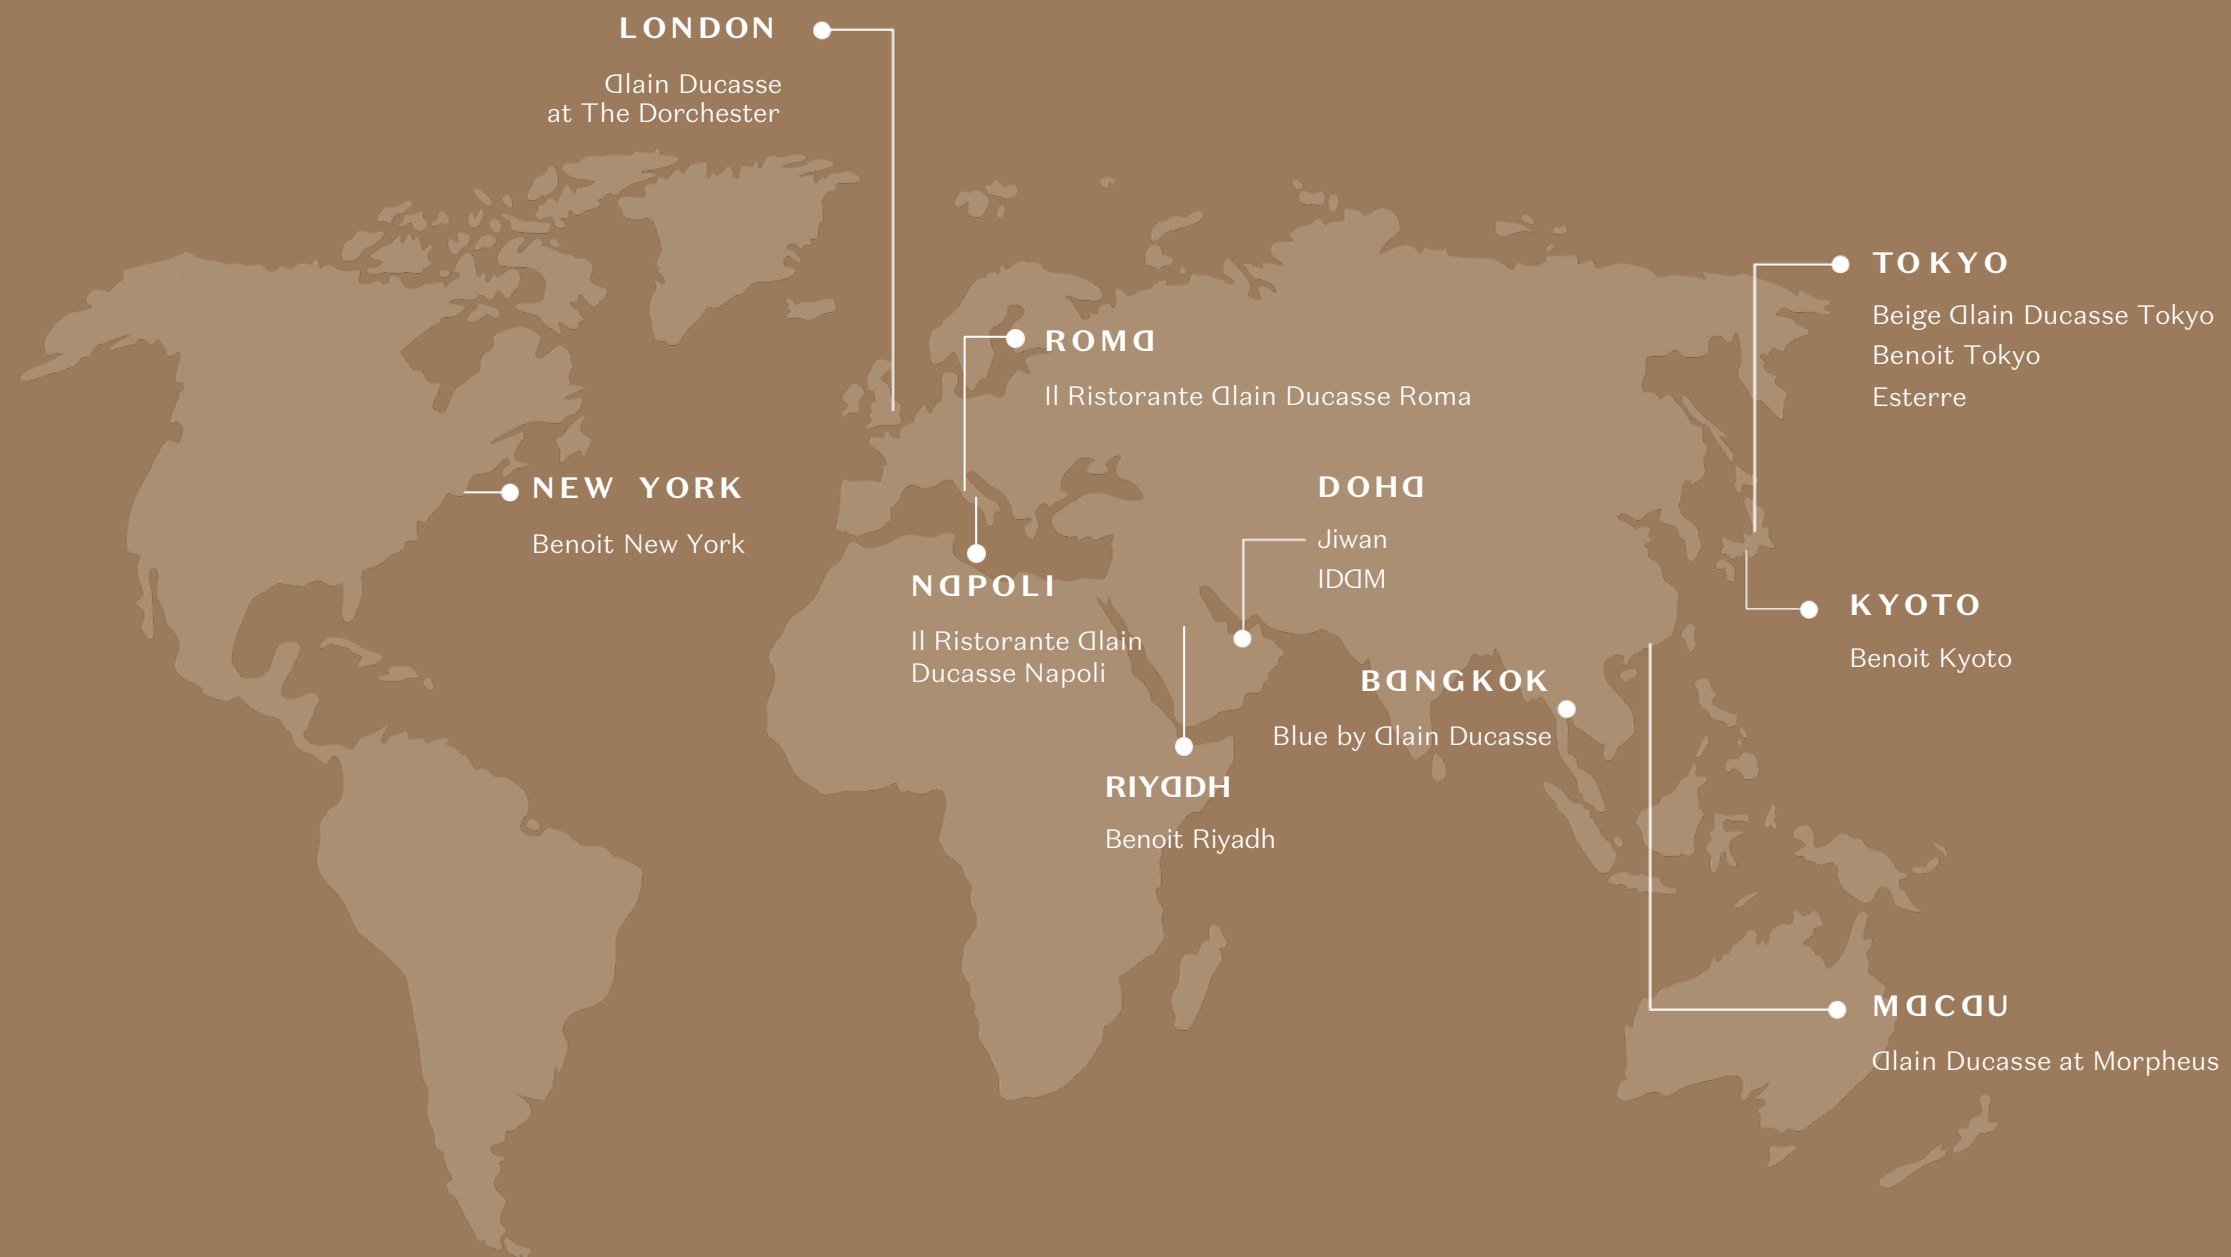 LONDON
Alain Ducasse
at The Dorchester
TOKYO
Beige Alain Ducasse Tokyo
Benoit Tokyo
Esterre
ROMA
Il Ristorante Alain Ducasse Roma
NEW YORK
Benoit New York
DOHA
Jiwan
IDAM
NAPOLI
Il Ristorante Alain
Ducasse Napoli
KYOTO
Benoit Kyoto
BANGKOK
Blue by Alain Ducasse
RIYADH
Benoit Riyadh
MACAU
Alain Ducasse at Morpheus